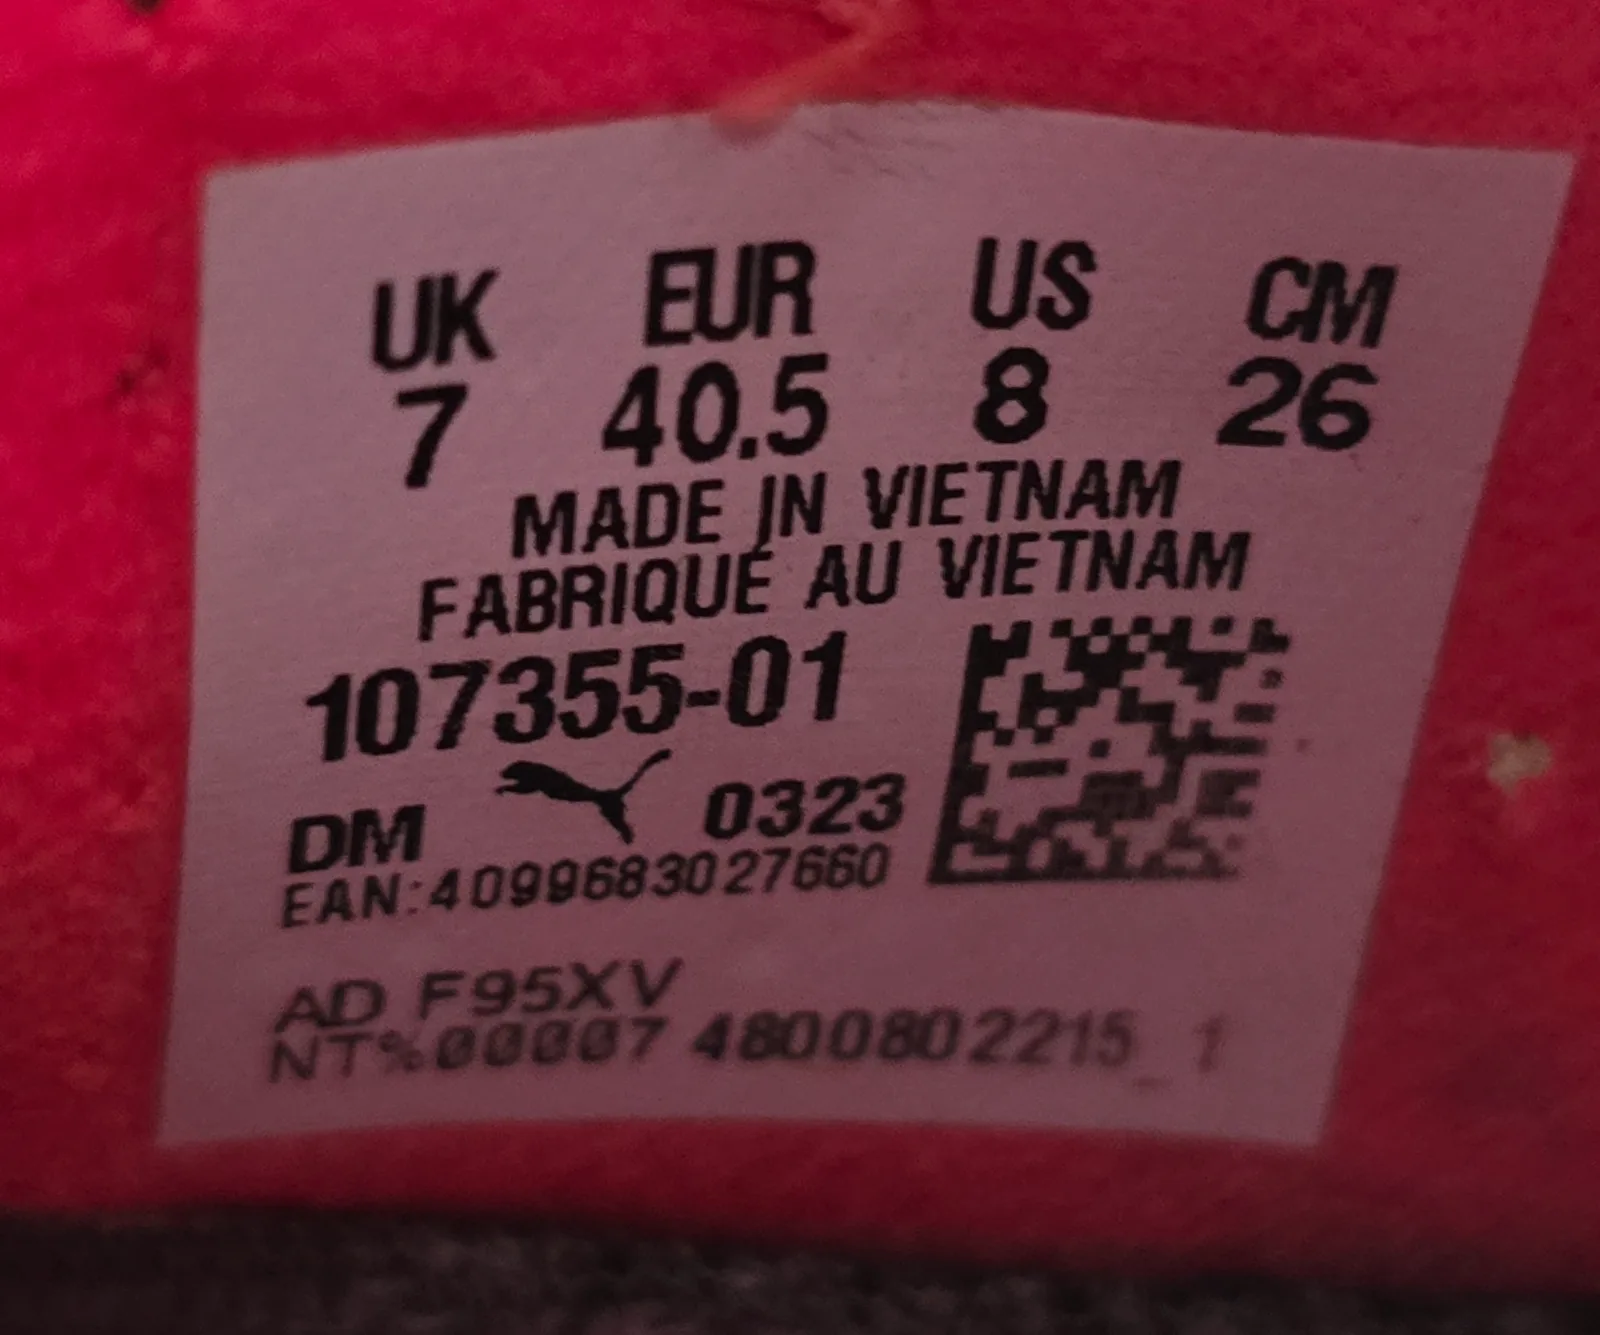 UK EUR US CM
7 40.5 8 26
MADE IN VIETNAM
FABRIQUÉ AU VIETNAM
107355-01
DM 0323
EAN:4099683027660
AD F95XV
NT%00007 4800802215_1